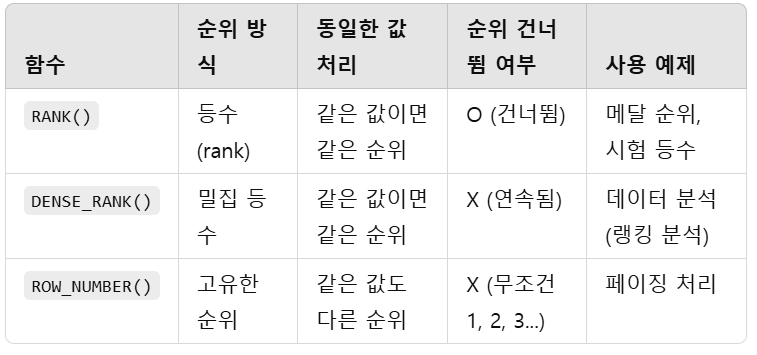 함수 순위 방식 동일한 값 처리 순위 건너뜀 여부 사용 예제
RANK() 등수 (rank) 같은 값이면 같은 순위 O (건너뜀) 메달 순위, 시험 등수
DENSE_RANK() 밀집 등수 같은 값이면 같은 순위 X (연속됨) 데이터 분석 (랭킹 분석)
ROW_NUMBER() 고유한 순위 같은 값도 다른 순위 X (무조건 1, 2, 3...) 페이징 처리